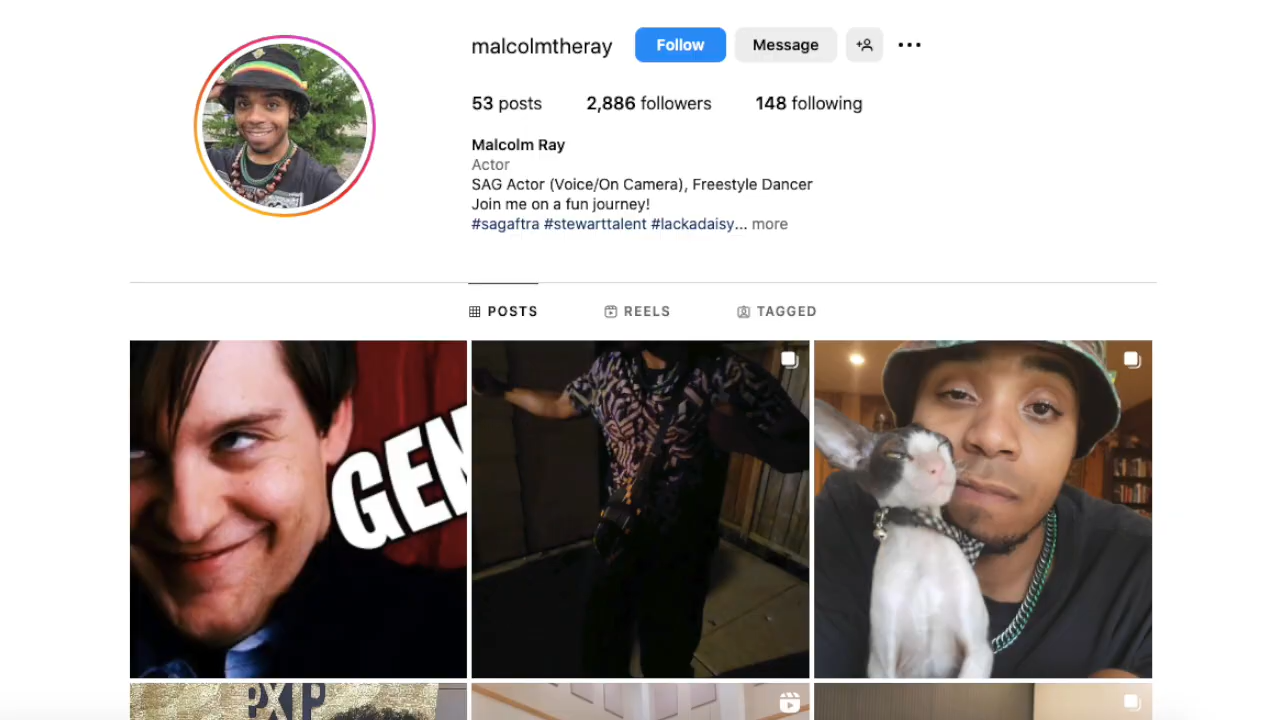 malcolmtheray Follow Message
53 posts 2,886 followers 148 following
Malcolm Ray
Actor
SAG Actor (Voice/On Camera), Freestyle Dancer
Join me on a fun journey!
#sagaftra #stewarttalent #lackadaisy... more
POSTS REELS TAGGED